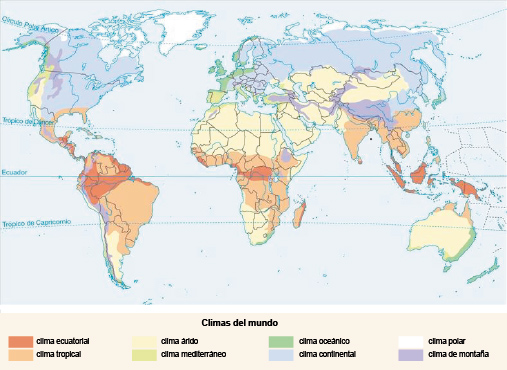 Círculo Polar Ártico
Trópico de Cáncer
Ecuador
Trópico de Capricornio
Climas del mundo
clima ecuatorial
clima árido
clima oceánico
clima polar
clima tropical
clima mediterráneo
clima continental
clima de montaña